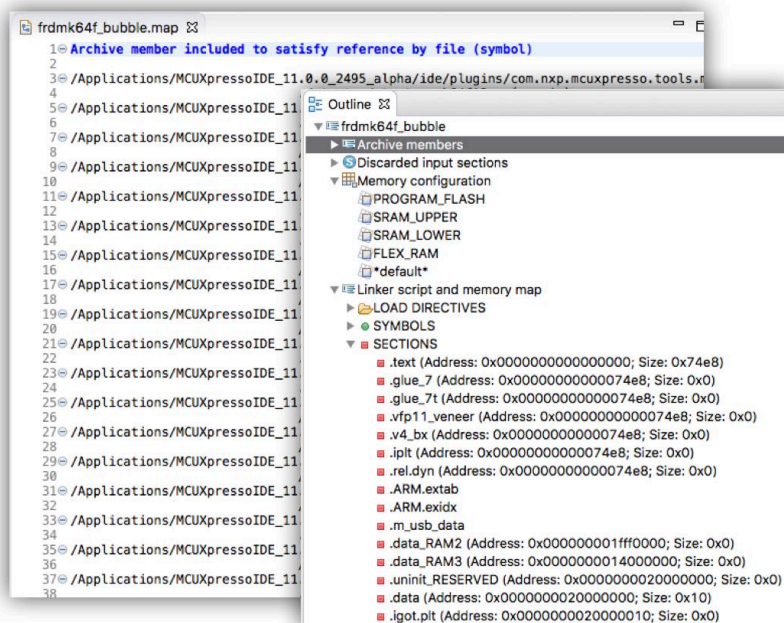 frdmk64f_bubble.map
1 Archive member included to satisfy reference by file (symbol)
2
3 /Applications/MCUXpressoIDE_11.0.0_2495_alpha/ide/plugins/com.nxp.mcuxpresso.tools.
4
5 /Applications/MCUXpressoIDE_11
6
7 /Applications/MCUXpressoIDE_11.
8
9 /Applications/MCUXpressoIDE_11.
10
11 /Applications/MCUXpressoIDE_11.
12
13 /Applications/MCUXpressoIDE_11.
14
15 /Applications/MCUXpressoIDE_11.
16
17 /Applications/MCUXpressoIDE_11.
18
19 /Applications/MCUXpressoIDE_11.
20
21 /Applications/MCUXpressoIDE_11.
22
23 /Applications/MCUXpressoIDE_11.
24
25 /Applications/MCUXpressoIDE_11.
26
27 /Applications/MCUXpressoIDE_11.
28
29 /Applications/MCUXpressoIDE_11.
30
31 /Applications/MCUXpressoIDE_11.
32
33 /Applications/MCUXpressoIDE_11.
34
35 /Applications/MCUXpressoIDE_11.
36
37 /Applications/MCUXpressoIDE_11.
38
Outline
frdmk64f_bubble
Archive members
Discarded input sections
Memory configuration
PROGRAM_FLASH
SRAM_UPPER
SRAM_LOWER
FLEX_RAM
*default*
Linker script and memory map
LOAD DIRECTIVES
SYMBOLS
SECTIONS
.text (Address: 0x0000000000000000; Size: 0x74e8)
.glue_7 (Address: 0x00000000000074e8; Size: 0x0)
.glue_7t (Address: 0x00000000000074e8; Size: 0x0)
.vfp11_veneer (Address: 0x00000000000074e8; Size: 0x0)
.v4_bx (Address: 0x00000000000074e8; Size: 0x0)
.iplt (Address: 0x00000000000074e8; Size: 0x0)
.rel.dyn (Address: 0x00000000000074e8; Size: 0x0)
.ARM.extab
.ARM.exidx
.m_usb_data
.data_RAM2 (Address: 0x000000001fff0000; Size: 0x0)
.data_RAM3 (Address: 0x0000000014000000; Size: 0x0)
.uninit_RESERVED (Address: 0x0000000020000000; Size: 0x0)
.data (Address: 0x0000000020000000; Size: 0x10)
.igot.plt (Address: 0x0000000020000010; Size: 0x0)